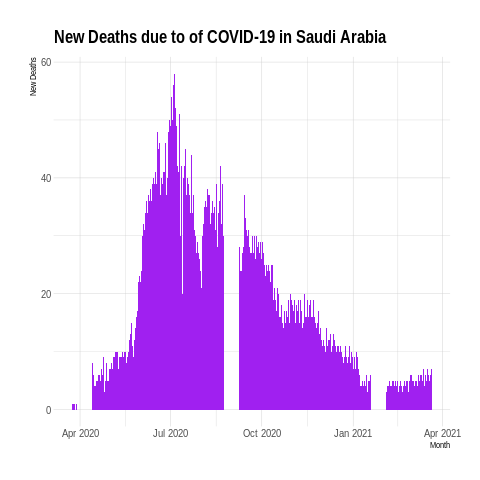 New Deaths due to of COVID-19 in Saudi Arabia
New Deaths
60
40
20
0
Apr 2020 Jul 2020 Oct 2020 Jan 2021 Apr 2021
Month